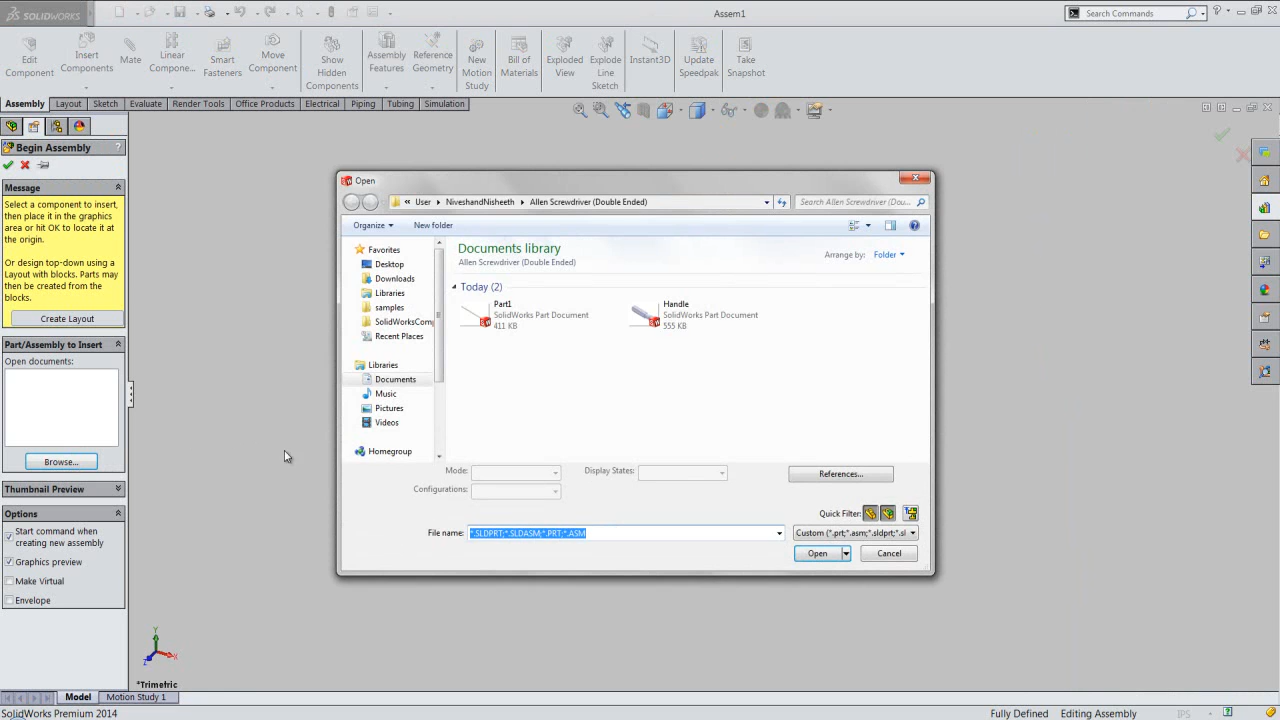 SOLIDWORKS
Assem1
Search Commands
Edit Component
Insert Components
Mate
Linear Compone...
Smart Fasteners
Move Component
Show Hidden Components
Assembly Features
Reference Geometry
New Motion Study
Bill of Materials
Exploded View
Explode Line Sketch
Instant3D
Update Speedpak
Take Snapshot
Assembly Layout Sketch Evaluate Render Tools Office Products Electrical Piping Tubing Simulation
Begin Assembly ?
Message
Select a component to insert,
then place it in the graphics
area or hit OK to locate it at
the origin.
Or design top-down using a
Layout with blocks. Parts may
then be created from the
blocks.
Create Layout
Part/Assembly to Insert
Open documents:
Browse...
Thumbnail Preview
Options
Start command when
creating new assembly
Graphics preview
Make Virtual
Envelope
Open
« User NiveshandNisheeth Allen Screwdriver (Double Ended)
Search Allen Screwdriver (Dou...
Organize New folder
Favorites
Desktop
Downloads
Libraries
samples
SolidWorksComp
Recent Places
Libraries
Documents
Music
Pictures
Videos
Homegroup
Documents library
Allen Screwdriver (Double Ended)
Arrange by: Folder
Today (2)
Part1
SolidWorks Part Document
411 KB
Handle
SolidWorks Part Document
555 KB
Mode:
Display States:
References...
Configurations:
Quick Filter:
File name: *.SLDPRT;*.SLDASM;*.PRT;*.ASM
Custom (*.prt;*.asm;*.sldprt;*.sl
Open Cancel
Y
X
Z
*Trimetric
Model Motion Study 1
SolidWorks Premium 2014
Fully Defined Editing Assembly IPS